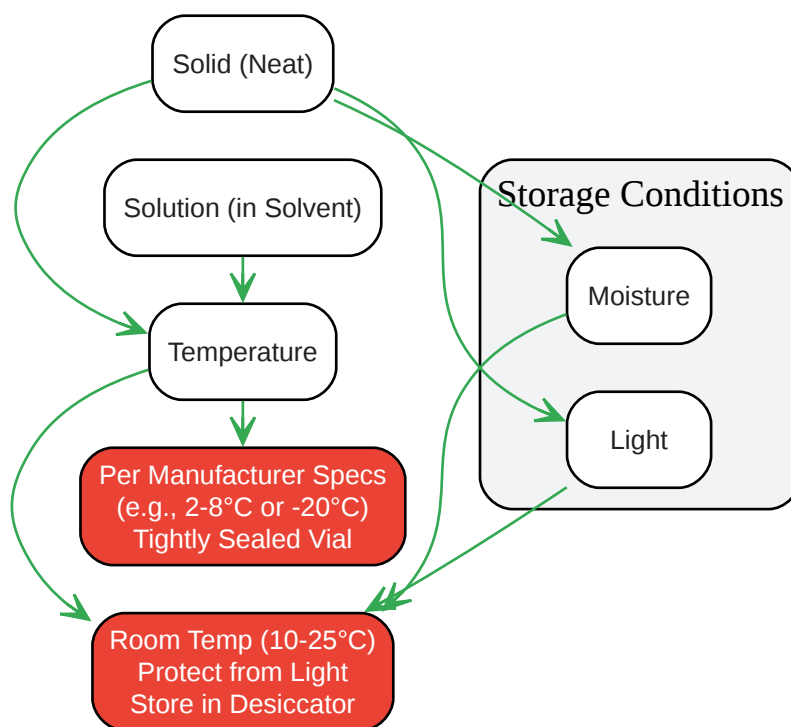 Solid (Neat)
Solution (in Solvent)
Storage Conditions
Moisture
Temperature
Light
Per Manufacturer Specs
(e.g., 2-8°C or -20°C)
Tightly Sealed Vial
Room Temp (10-25°C)
Protect from Light
Store in Desiccator